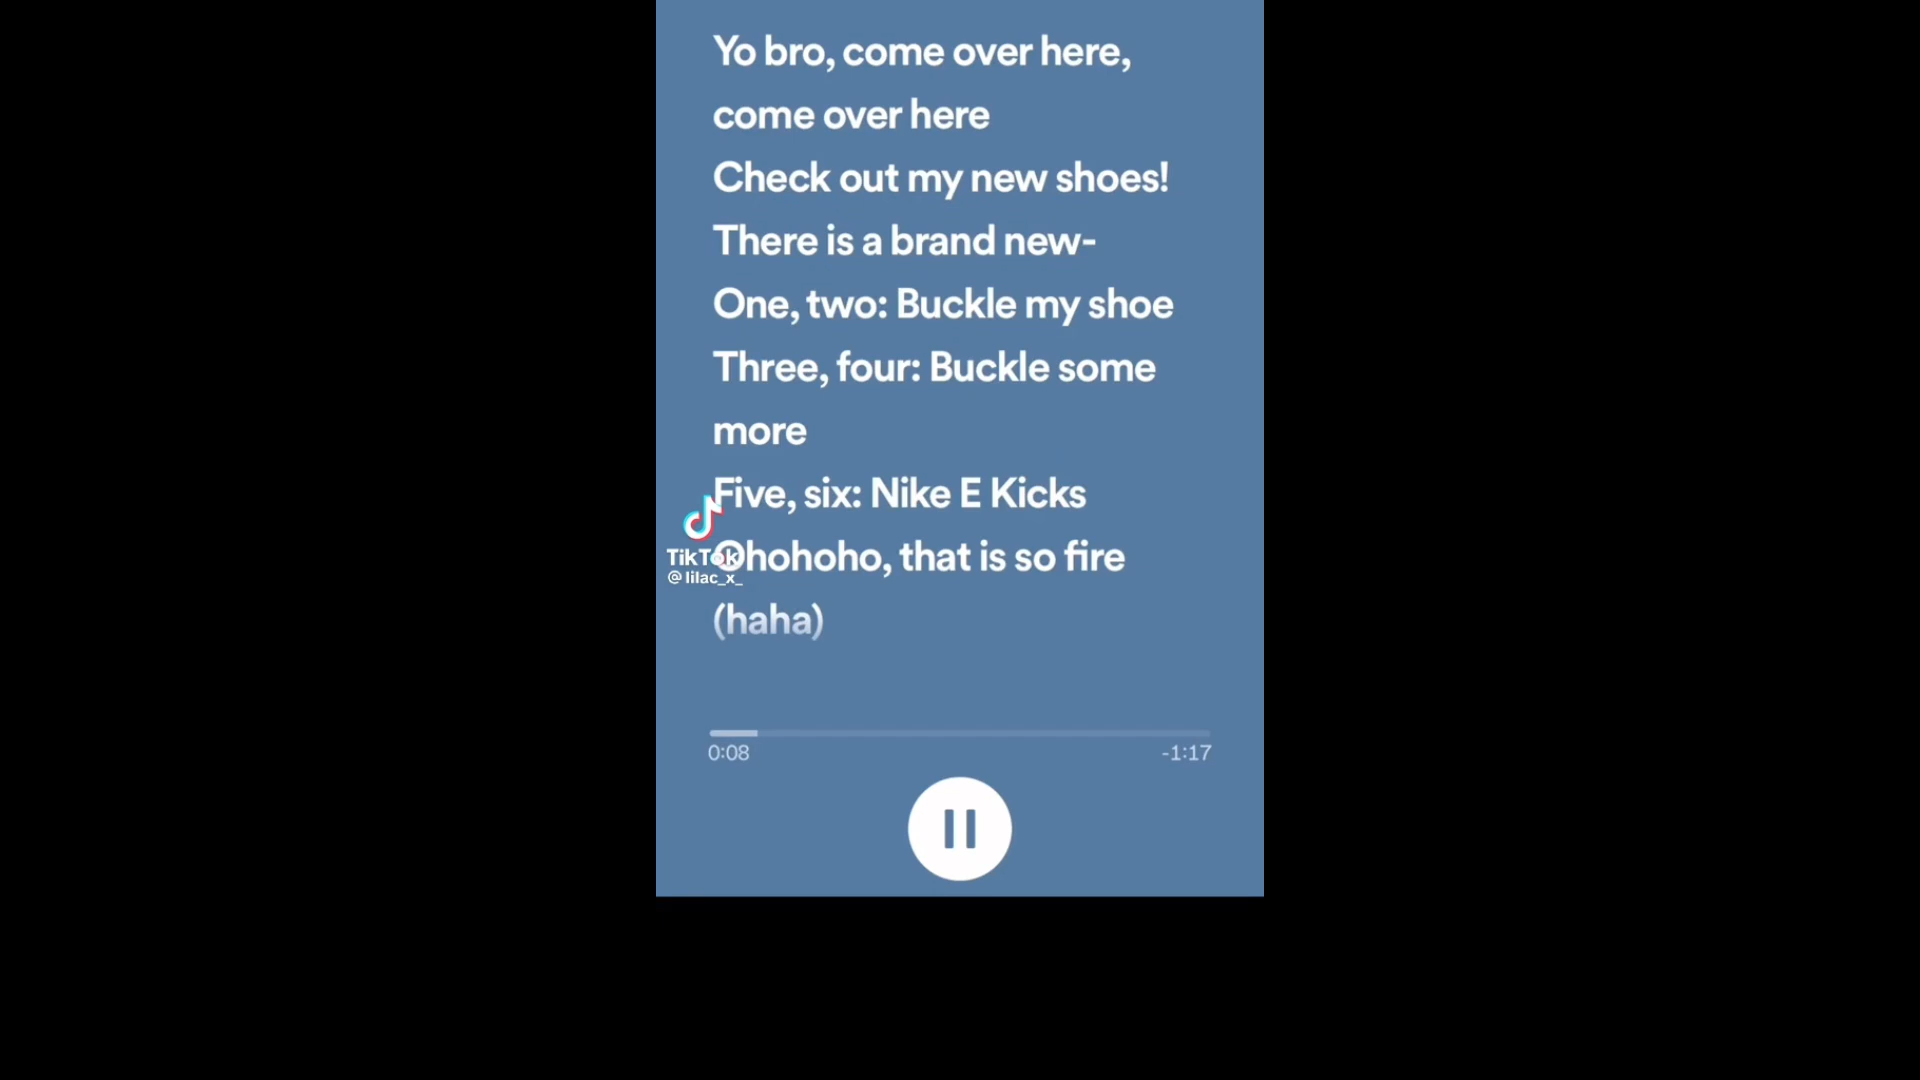 Yo bro, come over here,
come over here
Check out my new shoes!
There is a brand new-
One, two: Buckle my shoe
Three, four: Buckle some
more
Five, six: Nike E Kicks
Ohohoho, that is so fire
(haha)
TikTok
@lilac_x_
0:08
-1:17